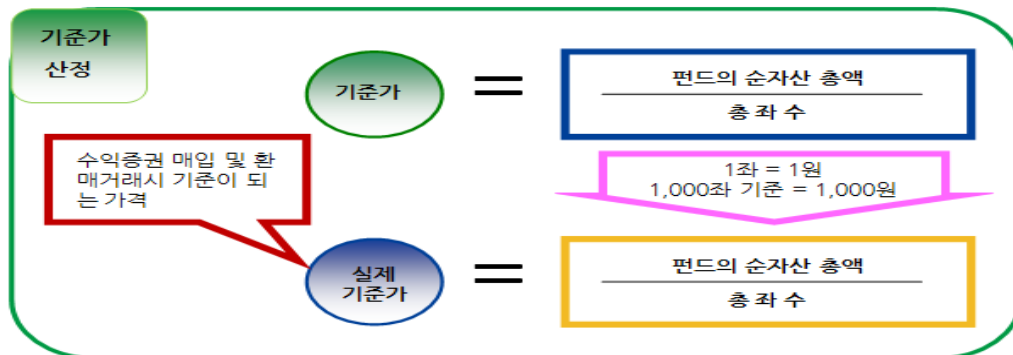 기준가
산정
기준가
=
펀드의 순자산 총액
총 좌 수
수익증권 매입 및 환
매거래시 기준이 되
는 가격
1좌 = 1원
1,000좌 기준 = 1,000원
실제
기준가
=
펀드의 순자산 총액
총 좌 수